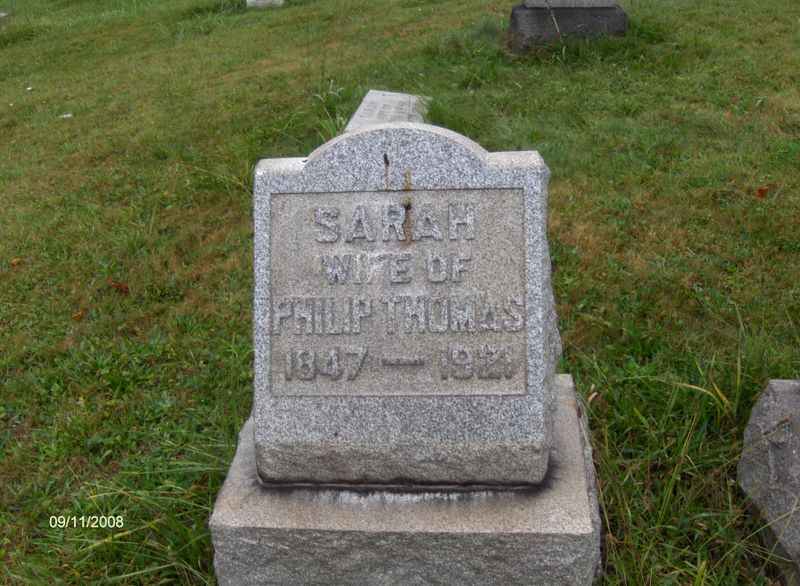 SARAH
WIFE OF
PHILIP THOMAS
1847 — 1921
09/11/2008